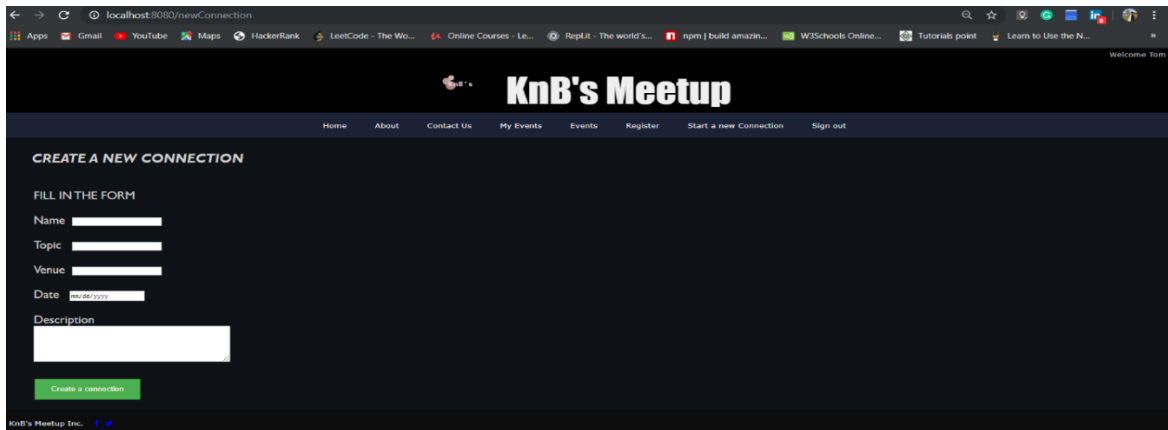 localhost:8080/newConnection
Apps Gmail YouTube Maps HackerRank LeetCode - The Wo... Online Courses - Le... Repl.it - The world's... npm | build amazin... W3Schools Online... Tutorials point Learn to Use the N... »
Welcome Tom
KnB's KnB's Meetup
Home About Contact Us My Events Events Register Start a new Connection Sign out
CREATE A NEW CONNECTION
FILL IN THE FORM
Name
Topic
Venue
Date mm/dd/yyyy
Description
Create a connection
KnB's Meetup Inc.